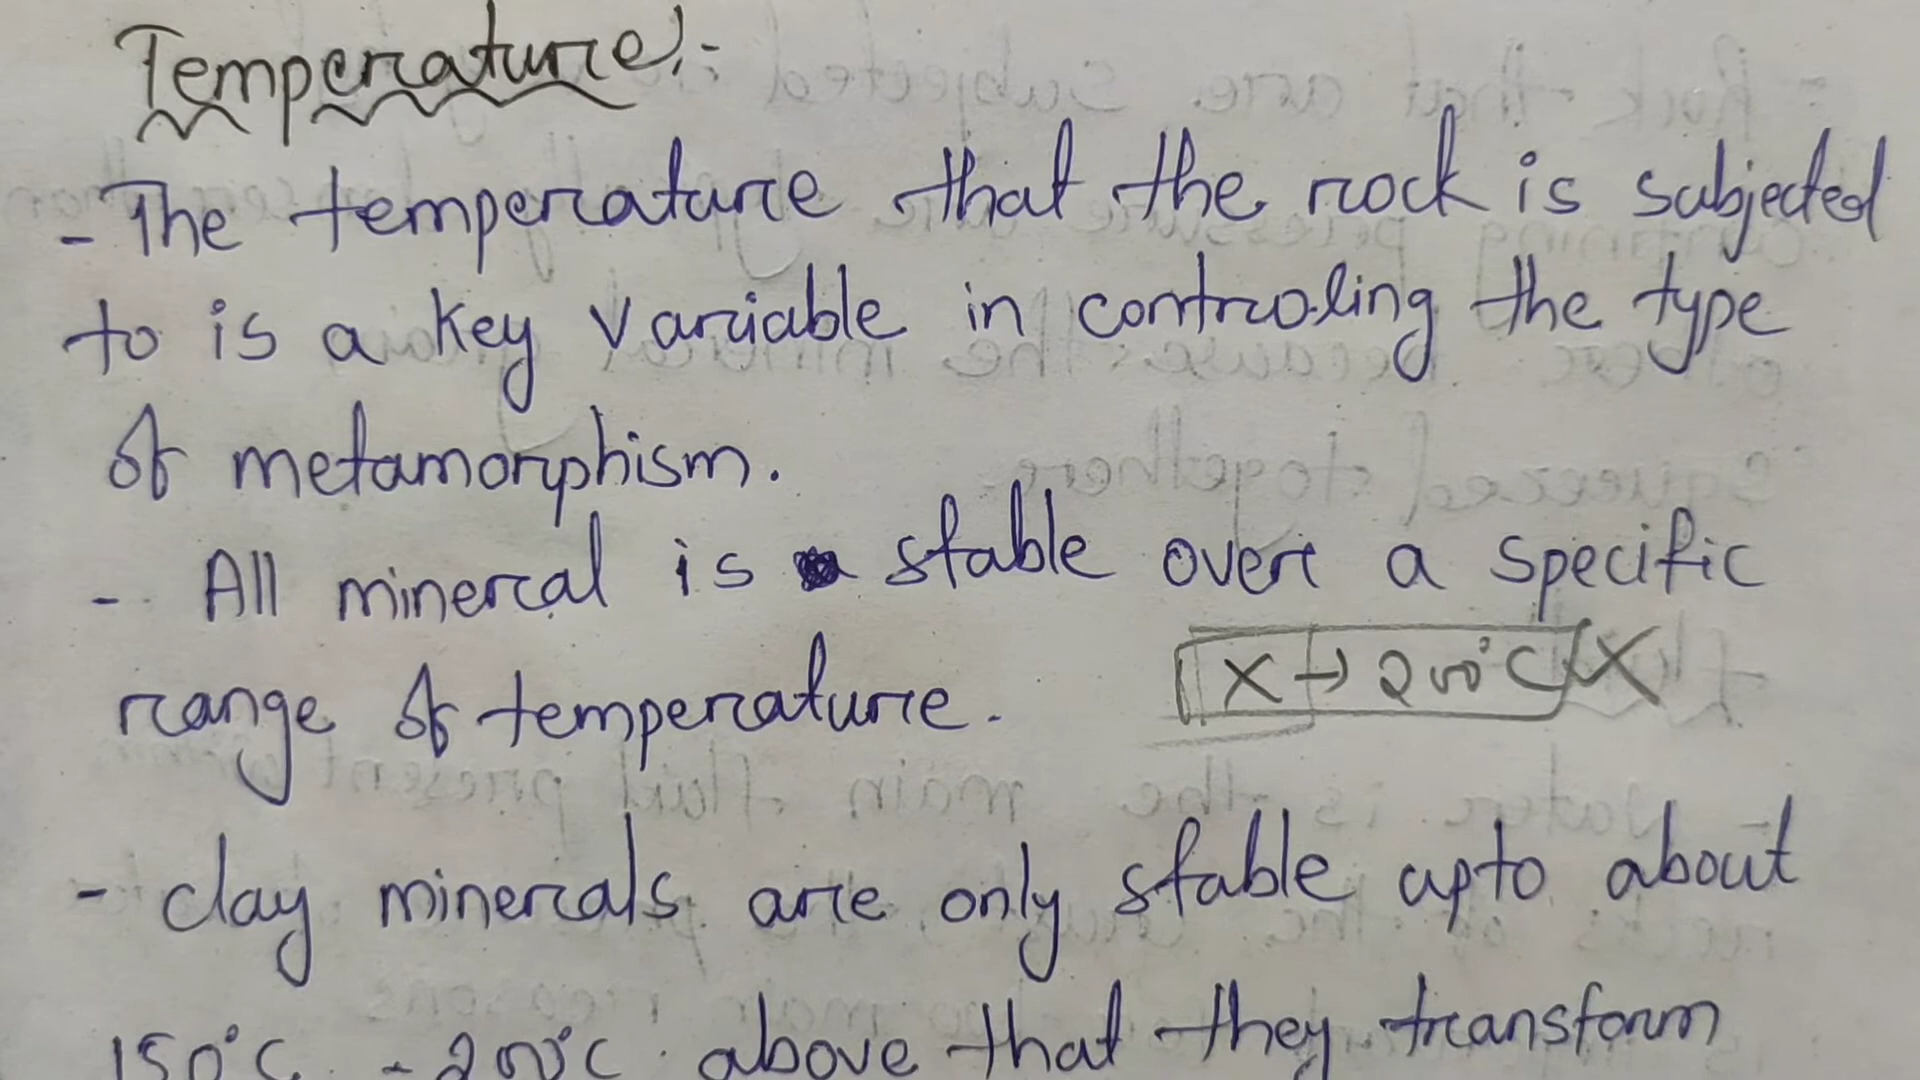 Temperature:-
- The temperature that the rock is subjected
to is a key variable in controling the type
of metamorphism.
- All mineral is stable over a specific
range of temperature.
X → 200°C X
- clay minerals are only stable upto about
150°C - 200°C. above that they transform